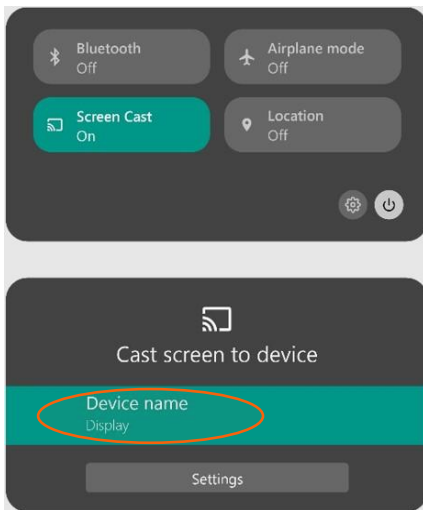 Bluetooth
Off
Airplane mode
Off
Screen Cast
On
Location
Off
Cast screen to device
Device name
Display
Settings